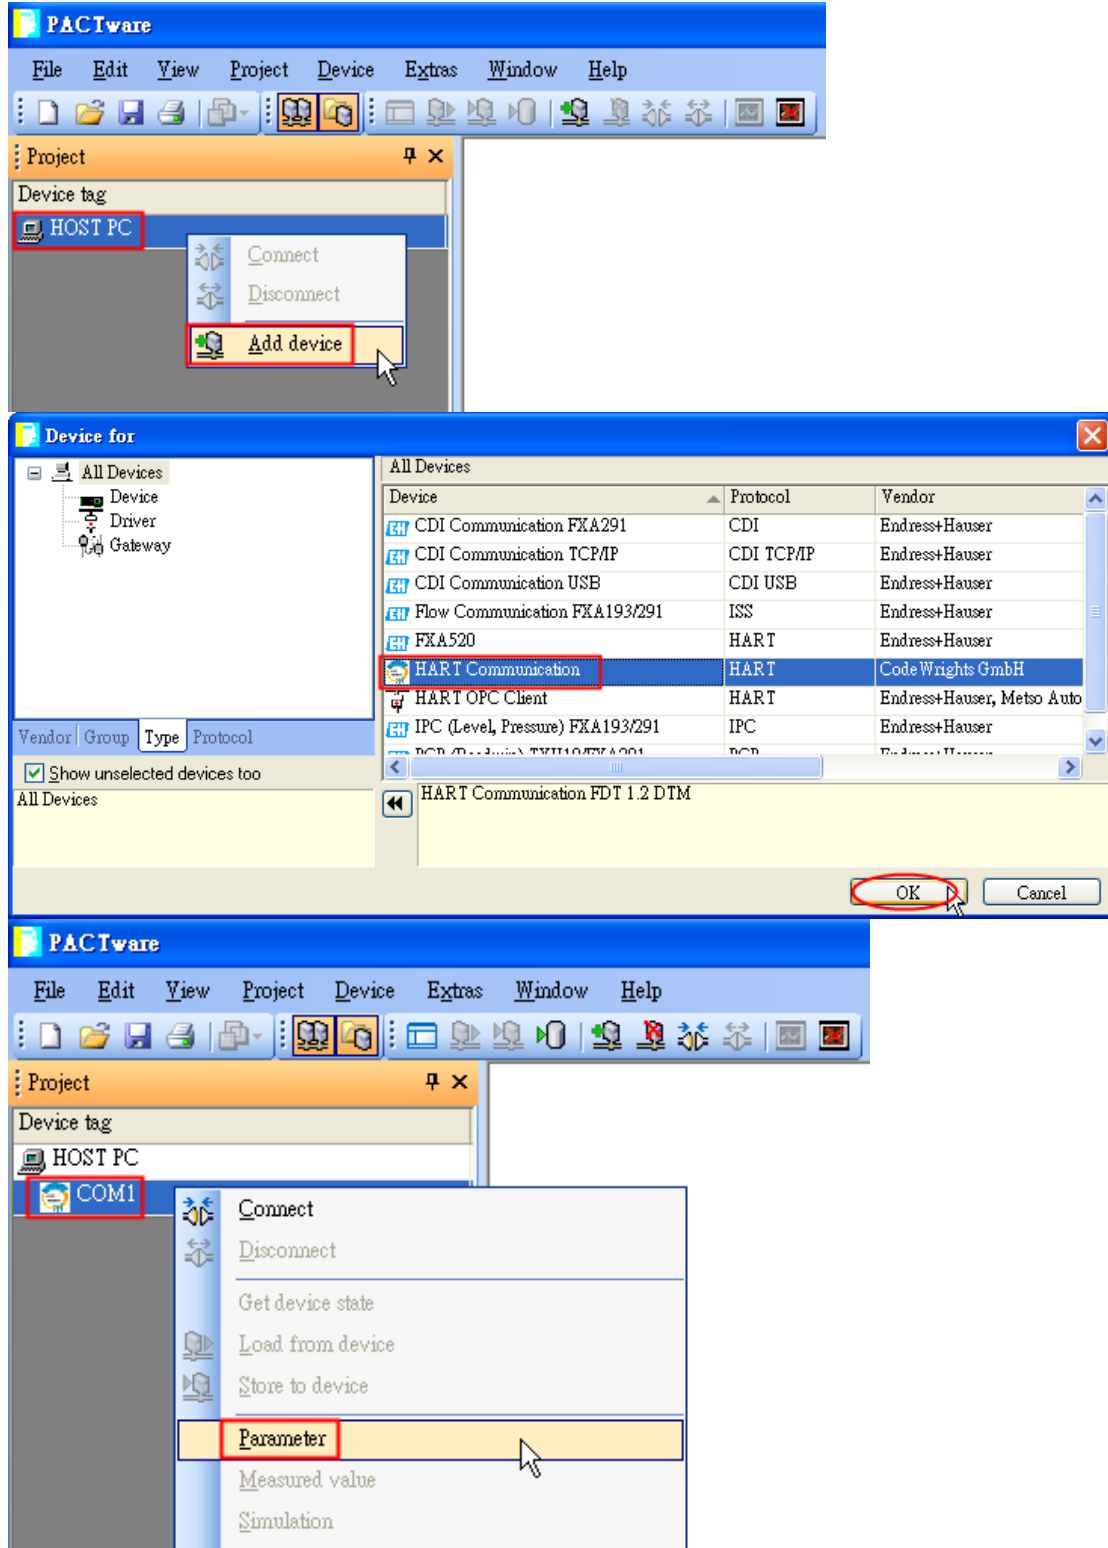 PACTware
File Edit View Project Device Extras Window Help
Project
Device tag
HOST PC
Connect
Disconnect
Add device
Device for
All Devices
Device
Driver
Gateway
Vendor Group Type Protocol
Show unselected devices too
All Devices
All Devices
Device Protocol Vendor
CDI Communication FXA291 CDI Endress+Hauser
CDI Communication TCP/IP CDI TCP/IP Endress+Hauser
CDI Communication USB CDI USB Endress+Hauser
Flow Communication FXA193/291 ISS Endress+Hauser
FXA520 HART Endress+Hauser
HART Communication HART CodeWrights GmbH
HART OPC Client HART Endress+Hauser, Metso Auto
IPC (Level, Pressure) FXA193/291 IPC Endress+Hauser
HART Communication FDT 1.2 DTM
OK Cancel
PACTware
File Edit View Project Device Extras Window Help
Project
Device tag
HOST PC
COM1
Connect
Disconnect
Get device state
Load from device
Store to device
Parameter
Measured value
Simulation